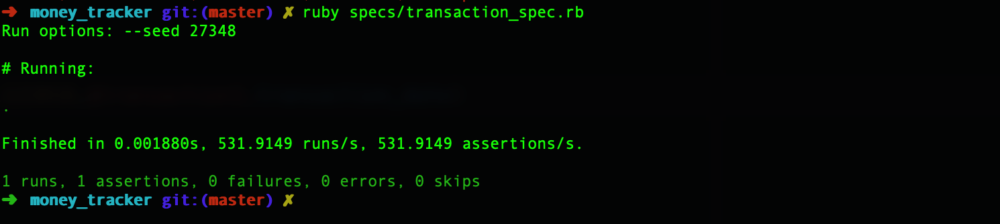 ➜ money_tracker git:(master) ✗ ruby specs/transaction_spec.rb
Run options: --seed 27348
# Running:
.
Finished in 0.001880s, 531.9149 runs/s, 531.9149 assertions/s.
1 runs, 1 assertions, 0 failures, 0 errors, 0 skips
➜ money_tracker git:(master) ✗